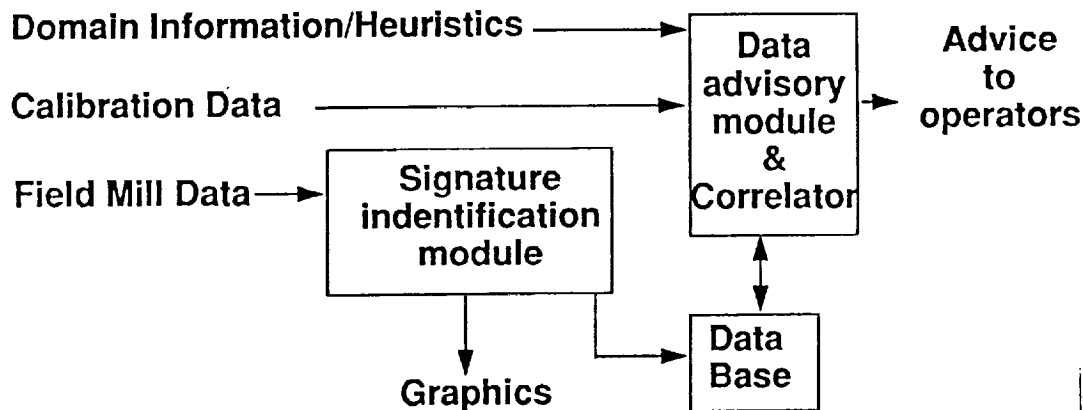 Domain Information/Heuristics
Calibration Data
Field Mill Data
Signature
indentification
module
Graphics
Data
advisory
module
&
Correlator
Data
Base
Advice
to
operators